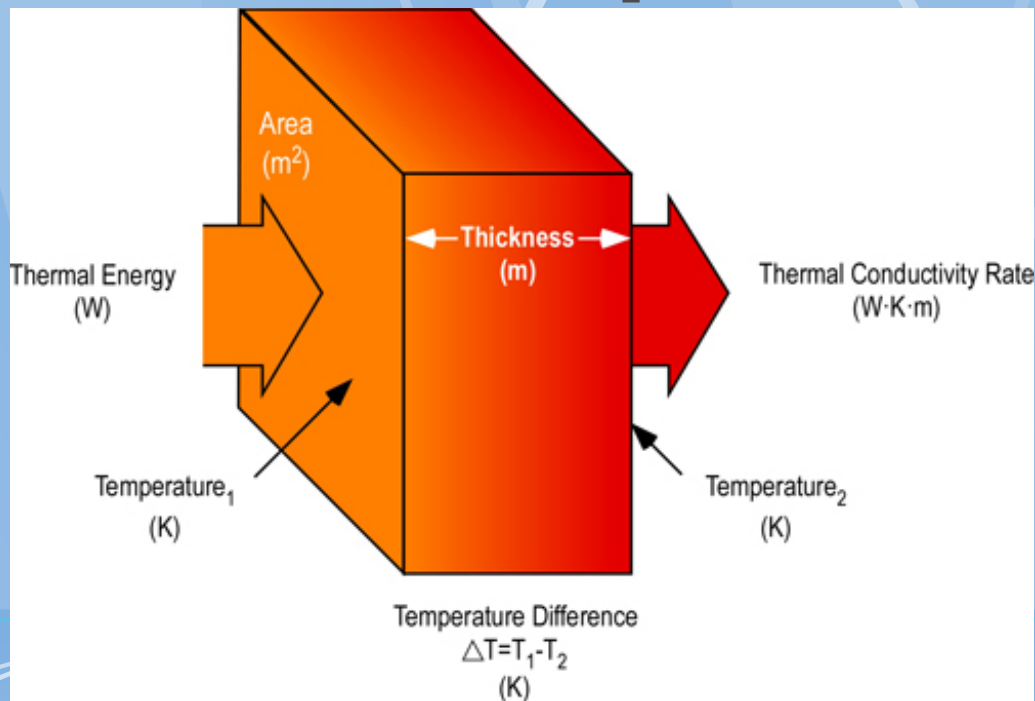 Area
(m²)
Thickness
(m)
Thermal Energy
(W)
Thermal Conductivity Rate
(W·K·m)
Temperature₁
(K)
Temperature₂
(K)
Temperature Difference
△T=T₁-T₂
(K)